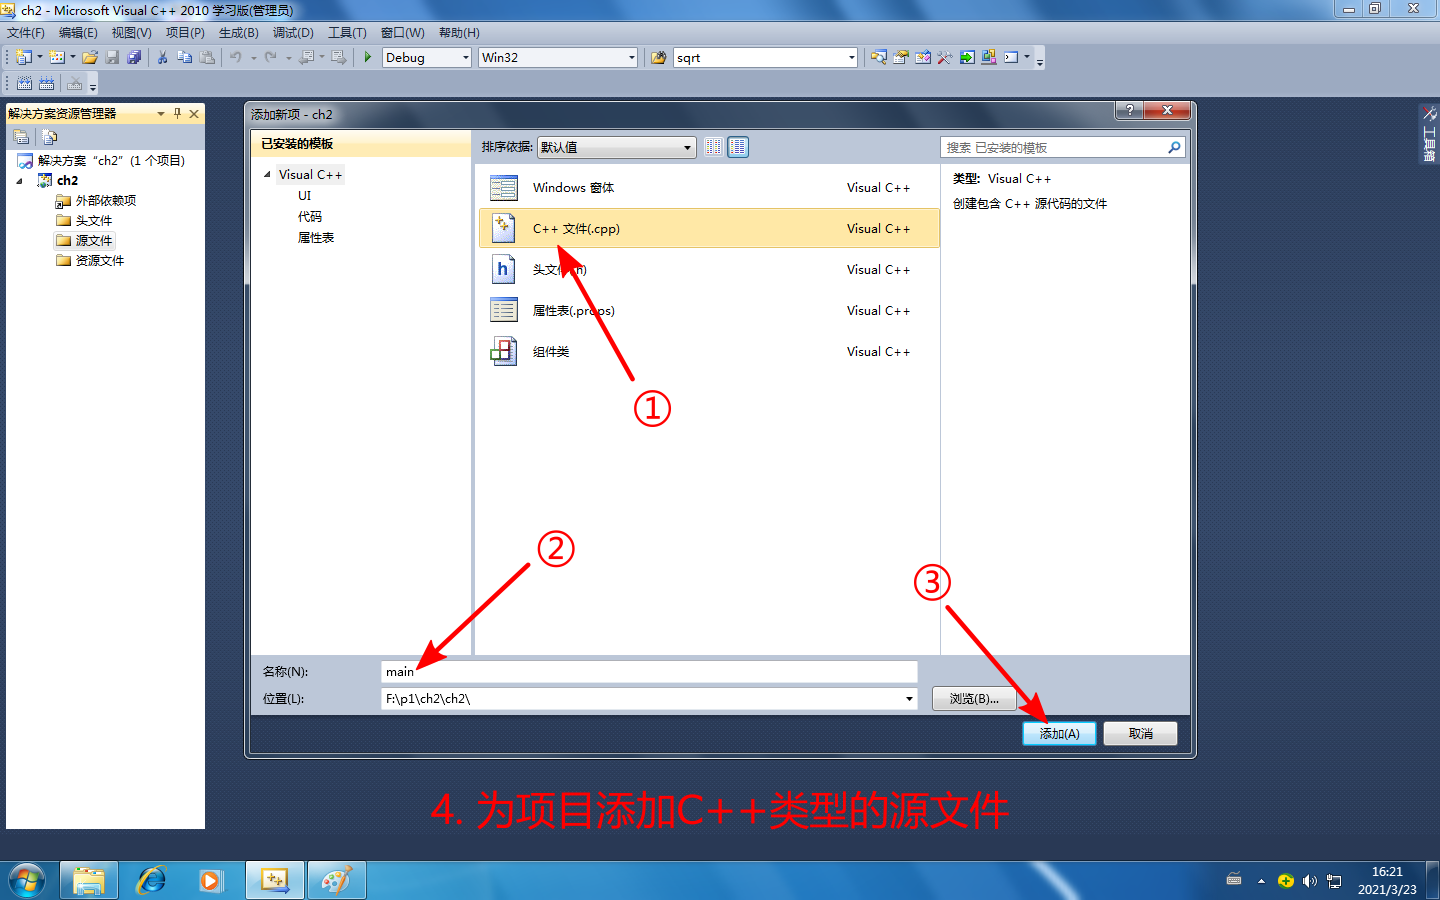 ch2 - Microsoft Visual C++ 2010 学习版(管理员)
文件(F) 编辑(E) 视图(V) 项目(P) 生成(B) 调试(D) 工具(T) 窗口(W) 帮助(H)
Debug Win32 sqrt
解决方案资源管理器
解决方案“ch2”(1 个项目)
ch2
外部依赖项
头文件
源文件
资源文件
添加新项 - ch2
已安装的模板
Visual C++
UI
代码
属性表
排序依据: 默认值
Windows 窗体 Visual C++
C++ 文件(.cpp) Visual C++
头文件(.h) Visual C++
属性表(.props) Visual C++
组件类 Visual C++
搜索 已安装的模板
类型: Visual C++
创建包含 C++ 源代码的文件
工具箱
①
②
③
名称(N): main
位置(L): F:\p1\ch2\ch2\
浏览(B)...
添加(A) 取消
4. 为项目添加C++类型的源文件
16:21
2021/3/23